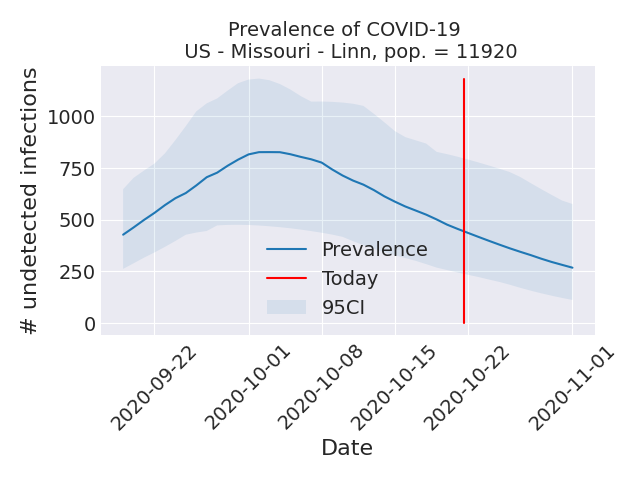 Prevalence of COVID-19
US - Missouri - Linn, pop. = 11920
# undetected infections
1000
750
500
250
0
Prevalence
Today
95CI
2020-09-22
2020-10-01
2020-10-08
2020-10-15
2020-10-22
2020-11-01
Date